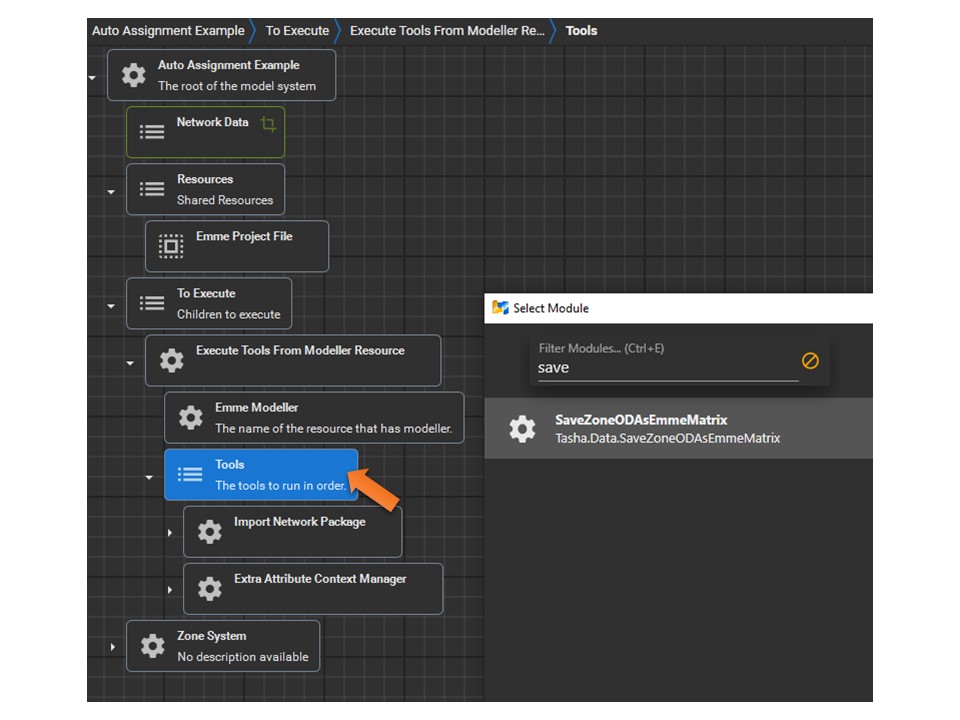 Auto Assignment Example To Execute Execute Tools From Modeller Re... Tools
Auto Assignment Example
The root of the model system
Network Data
Resources
Shared Resources
Emme Project File
To Execute
Children to execute
Execute Tools From Modeller Resource
Emme Modeller
The name of the resource that has modeller.
Tools
The tools to run in order.
Import Network Package
Extra Attribute Context Manager
Zone System
No description available
Select Module
Filter Modules... (Ctrl+E)
save
SaveZoneODAsEmmeMatrix
Tasha.Data.SaveZoneODAsEmmeMatrix